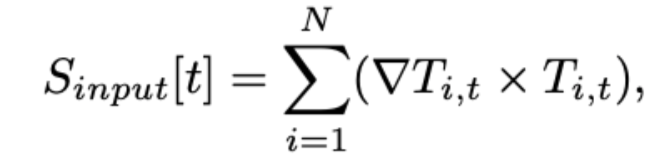 S_{input}[t] = \sum_{i=1}^{N} (\nabla T_{i,t} \times T_{i,t}),